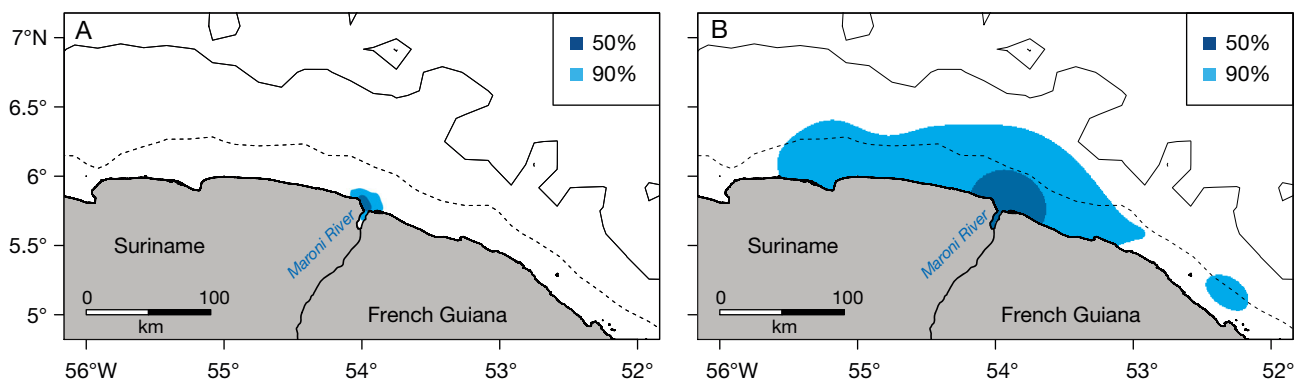 A
50%
90%
7°N
6.5°
6°
5.5°
5°
Suriname
Maroni River
French Guiana
0 100
km
56°W 55° 54° 53° 52°
B
50%
90%
Suriname
Maroni River
French Guiana
0 100
km
56°W 55° 54° 53° 52°